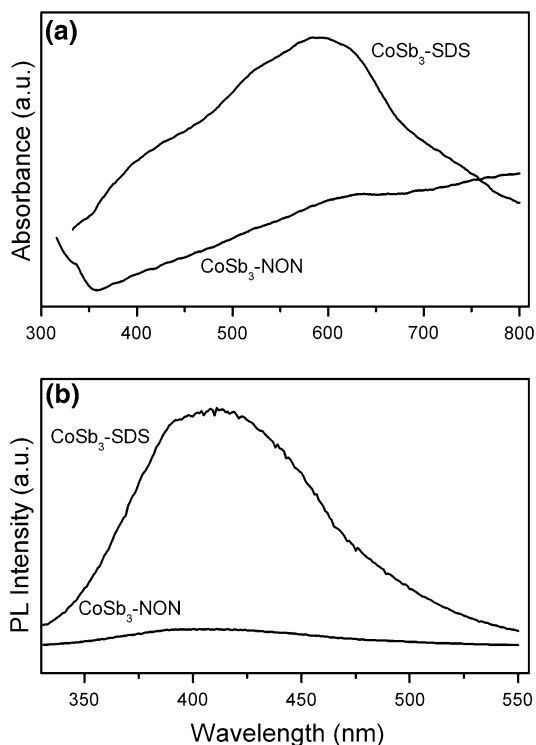 (a)
CoSb₃-SDS
CoSb₃-NON
Absorbance (a.u.)
300 400 500 600 700 800
(b)
CoSb₃-SDS
CoSb₃-NON
PL Intensity (a.u.)
350 400 450 500 550
Wavelength (nm)